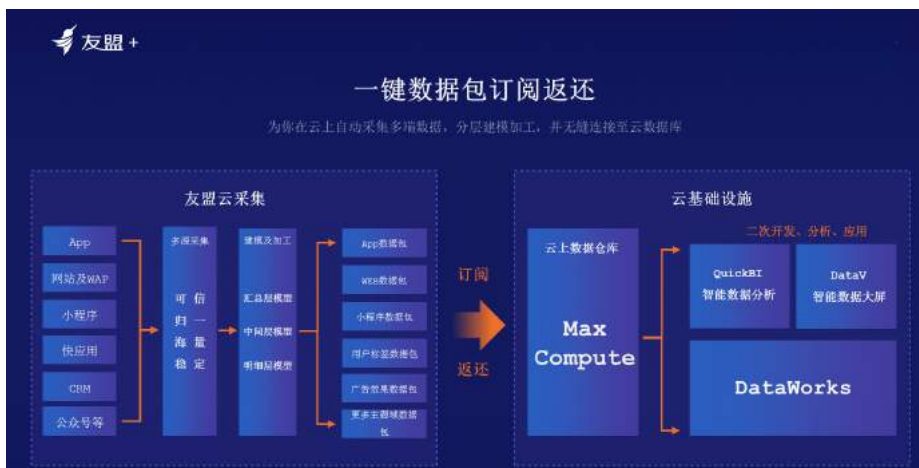 友盟+
一键数据包订阅返还
为你在云上自动采集多端数据，分层建模加工，并无缝连接至云数据库
友盟云采集
App
网站及WAP
小程序
快应用
CRM
公众号等
多源采集
可信
归一
海量
稳定
建模及加工
汇总层模型
中间层模型
明细层模型
App数据包
WEB数据包
小程序数据包
用户标签数据包
广告效果数据包
更多主题域数据
包
订阅
返还
云基础设施
云上数据仓库
Max
Compute
二次开发、分析、应用
QuickBI
智能数据分析
DataV
智能数据大屏
DataWorks